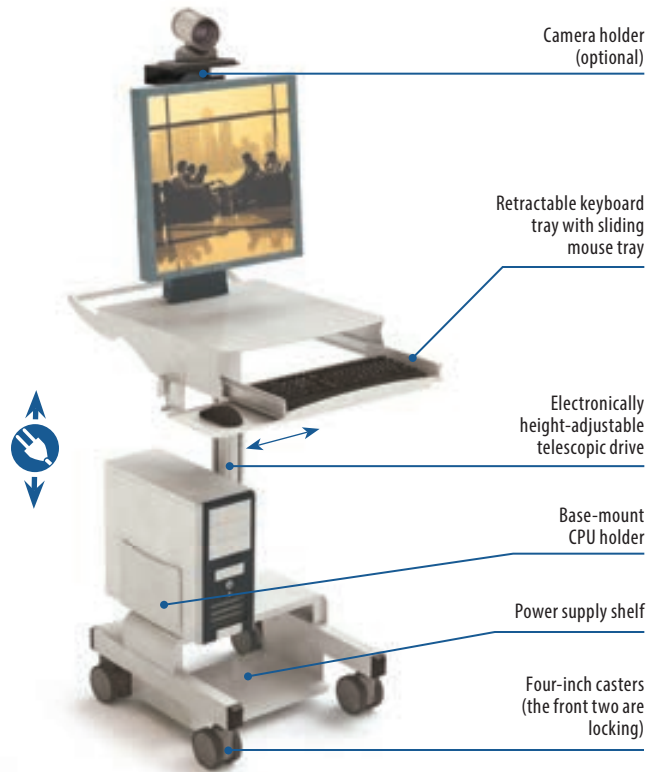 Camera holder
(optional)
Retractable keyboard
tray with sliding
mouse tray
Electronically
height-adjustable
telescopic drive
Base-mount
CPU holder
Power supply shelf
Four-inch casters
(the front two are
locking)